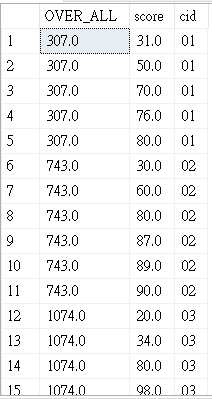 OVER_ALL score cid
1 307.0 31.0 01
2 307.0 50.0 01
3 307.0 70.0 01
4 307.0 76.0 01
5 307.0 80.0 01
6 743.0 30.0 02
7 743.0 60.0 02
8 743.0 80.0 02
9 743.0 87.0 02
10 743.0 89.0 02
11 743.0 90.0 02
12 1074.0 20.0 03
13 1074.0 34.0 03
14 1074.0 80.0 03
15 1074.0 98.0 03